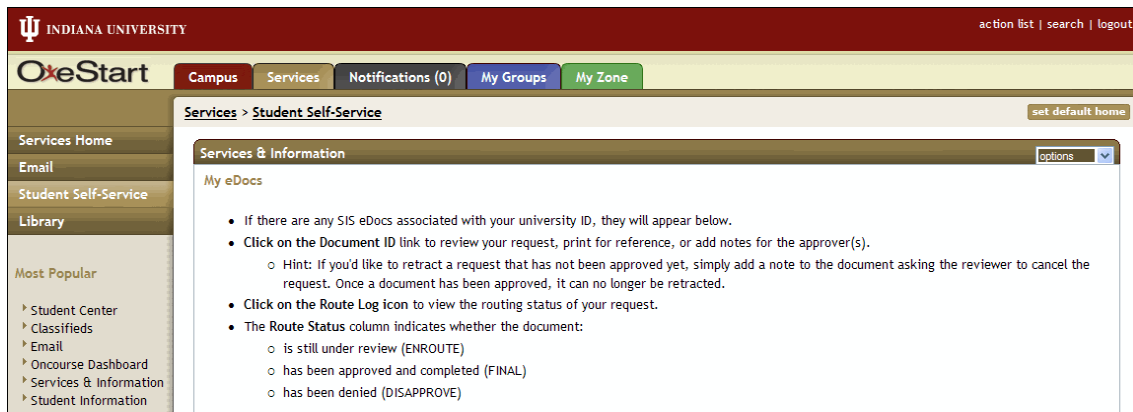 INDIANA UNIVERSITY
action list | search | logout
OneStart
Campus
Services
Notifications (0)
My Groups
My Zone
Services > Student Self-Service
set default home
Services Home
Email
Student Self-Service
Library
Most Popular
Student Center
Classifieds
Email
Oncourse Dashboard
Services & Information
Student Information
Services & Information
options
My eDocs
If there are any SIS eDocs associated with your university ID, they will appear below.
Click on the Document ID link to review your request, print for reference, or add notes for the approver(s).
Hint: If you'd like to retract a request that has not been approved yet, simply add a note to the document asking the reviewer to cancel the
request. Once a document has been approved, it can no longer be retracted.
Click on the Route Log icon to view the routing status of your request.
The Route Status column indicates whether the document:
is still under review (ENROUTE)
has been approved and completed (FINAL)
has been denied (DISAPPROVE)